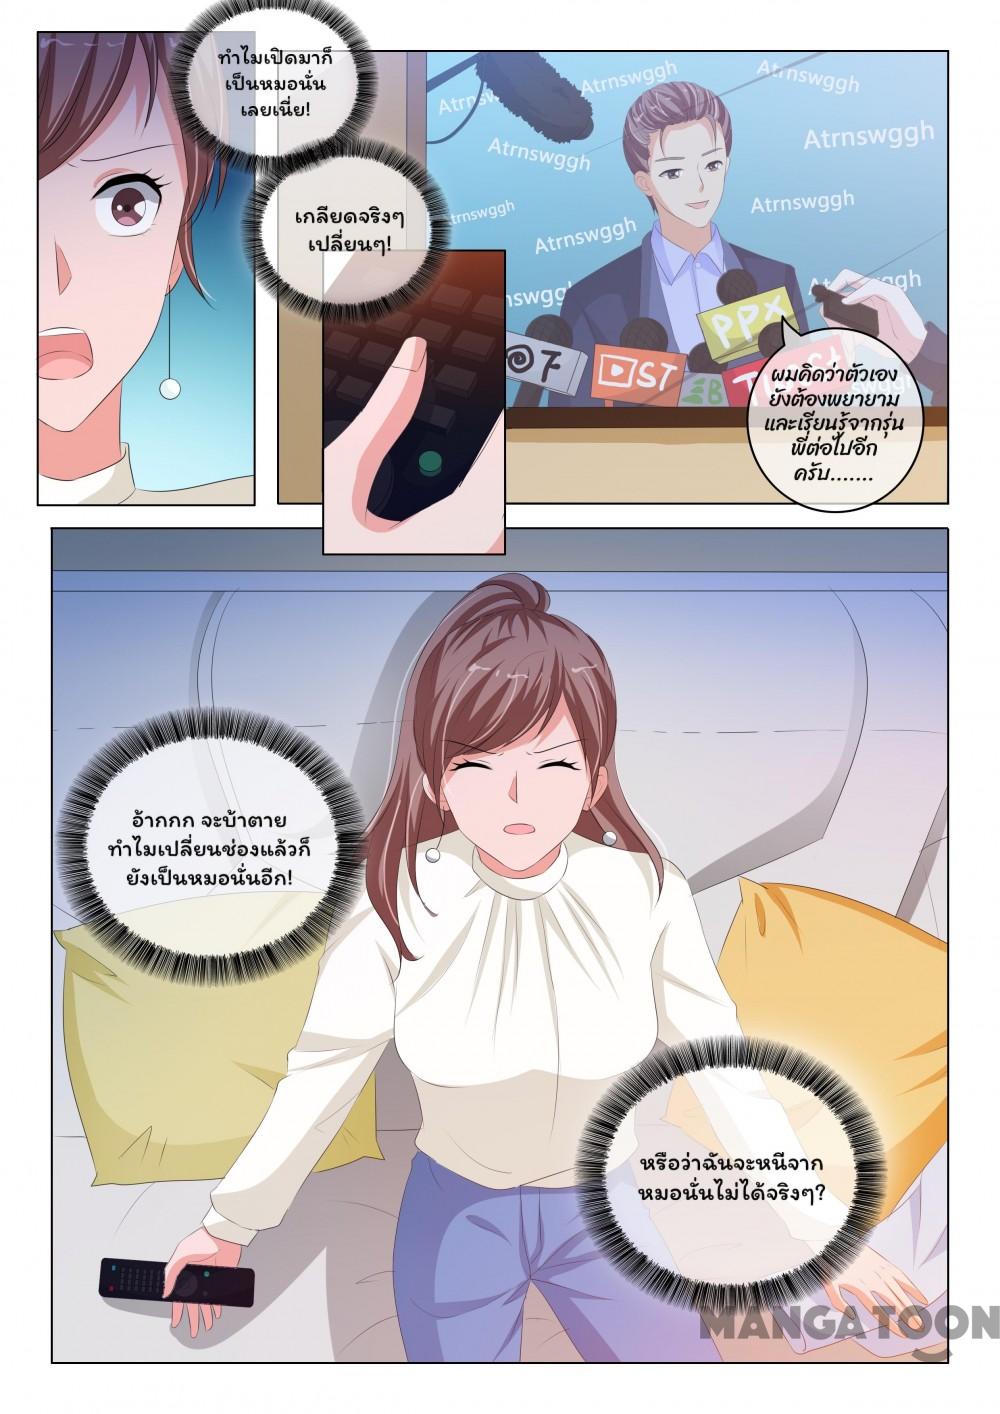 ทำไมเปิดมาก็
เป็นหมอนั่น
เลยเนี่ย!
เกลียดจริงๆ
เปลี่ยนๆ!
Atrnswggh
Atrnswggh
Atrnswggh
Atrnswggh
Atrnswggh
Atrnswggh
Atrnswggh
PPX
ST
ผมคิดว่าตัวเอง
ยังต้องพยายาม
และเรียนรู้จากรุ่น
พี่ต่อไปอีก
ครับ.......
อ้ากกก จะบ้าตาย
ทำไมเปลี่ยนช่องแล้วก็
ยังเป็นหมอนั่นอีก!
หรือว่าฉันจะหนีจาก
หมอนั่นไม่ได้จริงๆ?
MANGATOON